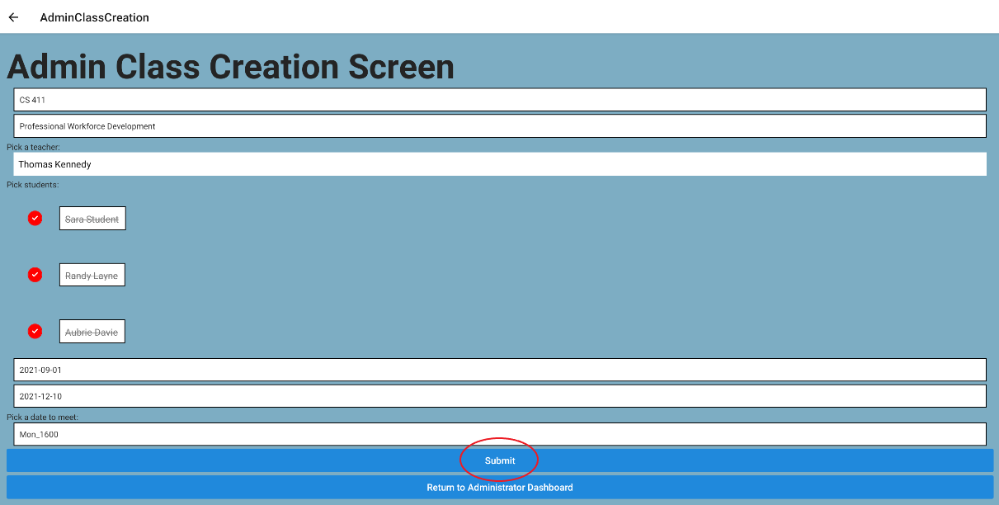 AdminClassCreation
Admin Class Creation Screen
CS 411
Professional Workforce Development
Pick a teacher:
Thomas Kennedy
Pick students:
Sara Student
Randy Layne
Aubrie Davie
2021-09-01
2021-12-10
Pick a date to meet:
Mon_1600
Submit
Return to Administrator Dashboard